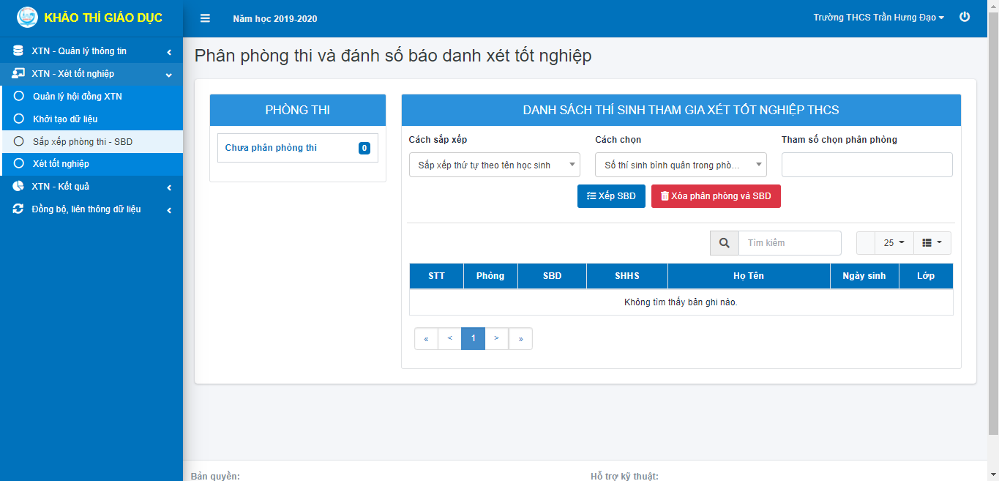 KHẢO THÍ GIÁO DỤC
Năm học 2019-2020
Trường THCS Trần Hưng Đạo
XTN - Quản lý thông tin
XTN - Xét tốt nghiệp
Quản lý hội đồng XTN
Khởi tạo dữ liệu
Sắp xếp phòng thi - SBD
Xét tốt nghiệp
XTN - Kết quả
Đồng bộ, liên thông dữ liệu
Phân phòng thi và đánh số báo danh xét tốt nghiệp
PHÒNG THI
Chưa phân phòng thi 0
DANH SÁCH THÍ SINH THAM GIA XÉT TỐT NGHIỆP THCS
Cách sắp xếp Cách chọn Tham số chọn phân phòng
Sắp xếp thứ tự theo tên học sinh Số thí sinh bình quân trong phò...
Xếp SBD Xóa phân phòng và SBD
Tìm kiếm 25
STT Phòng SBD SHHS Họ Tên Ngày sinh Lớp
Không tìm thấy bản ghi nào.
« < 1 > »
Bản quyền: Hỗ trợ kỹ thuật: